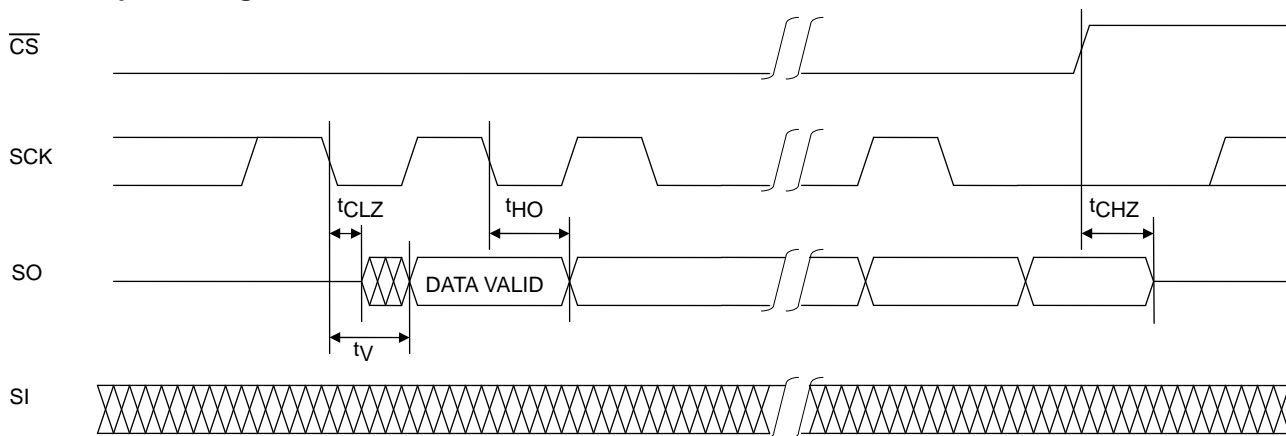 CS
SCK
tCLZ
tHO
tCHZ
SO
DATA VALID
tV
SI